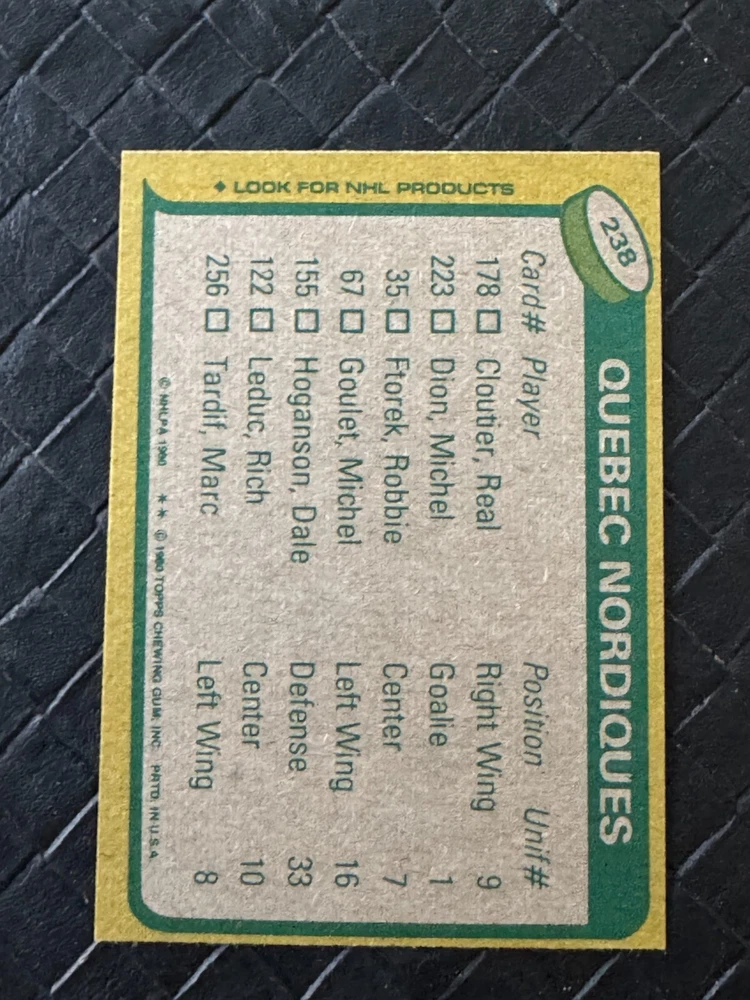 238
QUEBEC NORDIQUES
Card# Player Position Unif#
178 Cloutier, Real Right Wing 9
223 Dion, Michel Goalie 1
35 Ftorek, Robbie Center 7
67 Goulet, Michel Left Wing 16
155 Hoganson, Dale Defense 33
122 Leduc, Rich Center 10
256 Tardif, Marc Left Wing 8
© NHLPA 1980 ** © 1980 TOPPS CHEWING GUM, INC. PRTD. IN U.S.A.
◆ LOOK FOR NHL PRODUCTS